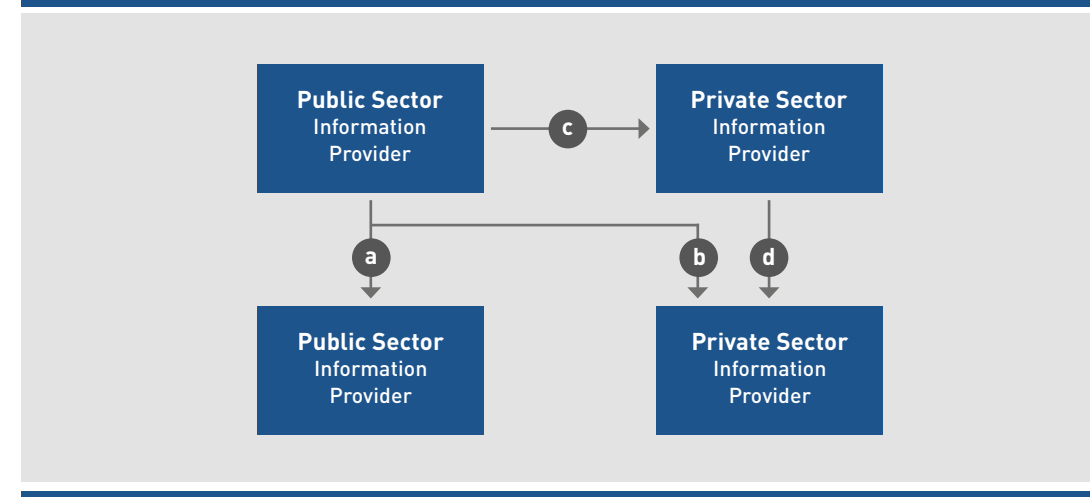 Public Sector
Information
Provider
c
Private Sector
Information
Provider
a
b
d
Public Sector
Information
Provider
Private Sector
Information
Provider